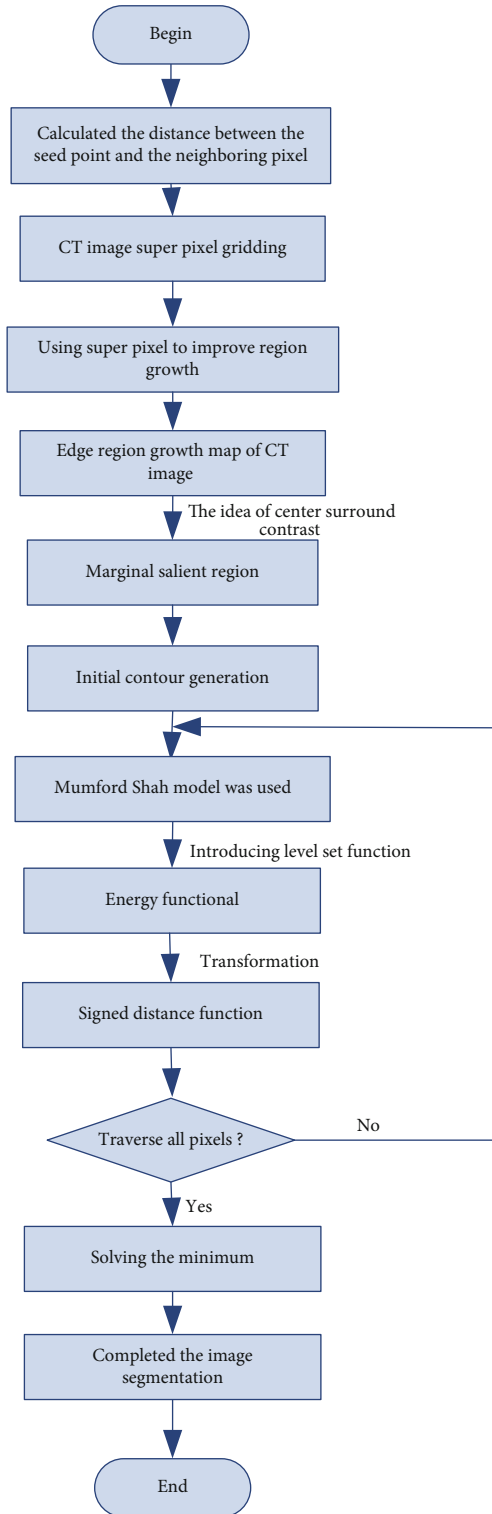 Begin
Calculated the distance between the
seed point and the neighboring pixel
CT image super pixel gridding
Using super pixel to improve region
growth
Edge region growth map of CT
image
The idea of center surround
contrast
Marginal salient region
Initial contour generation
Mumford Shah model was used
Introducing level set function
Energy functional
Transformation
Signed distance function
Traverse all pixels ?
No
Yes
Solving the minimum
Completed the image
segmentation
End